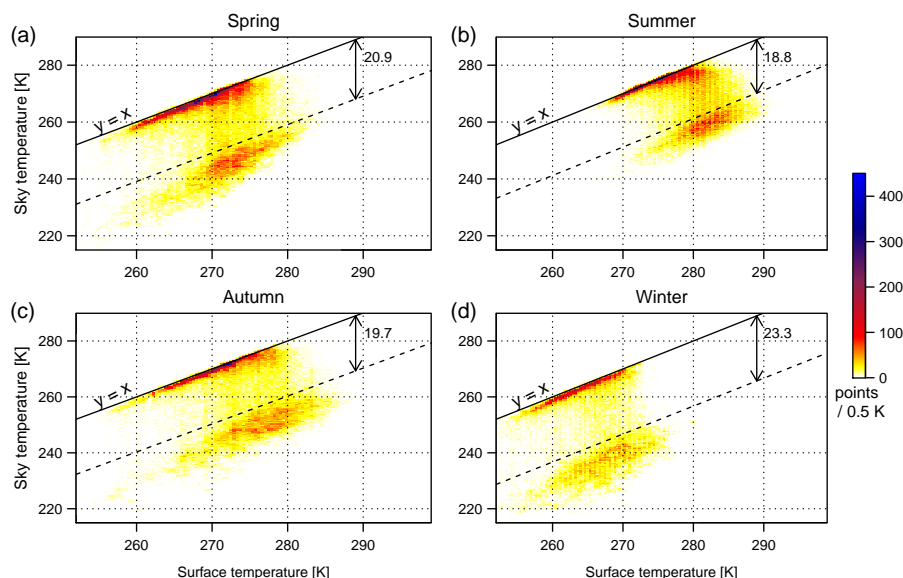 Spring
Summer
(a)
(b)
Sky temperature [K]
280
260
240
220
y = x
20.9
260
270
280
290
280
260
240
220
y = x
18.8
260
270
280
290
Autumn
Winter
(c)
(d)
Sky temperature [K]
280
260
240
220
y = x
19.7
260
270
280
290
Surface temperature [K]
280
260
240
220
y = x
23.3
260
270
280
290
Surface temperature [K]
400
300
200
100
0
points
/ 0.5 K